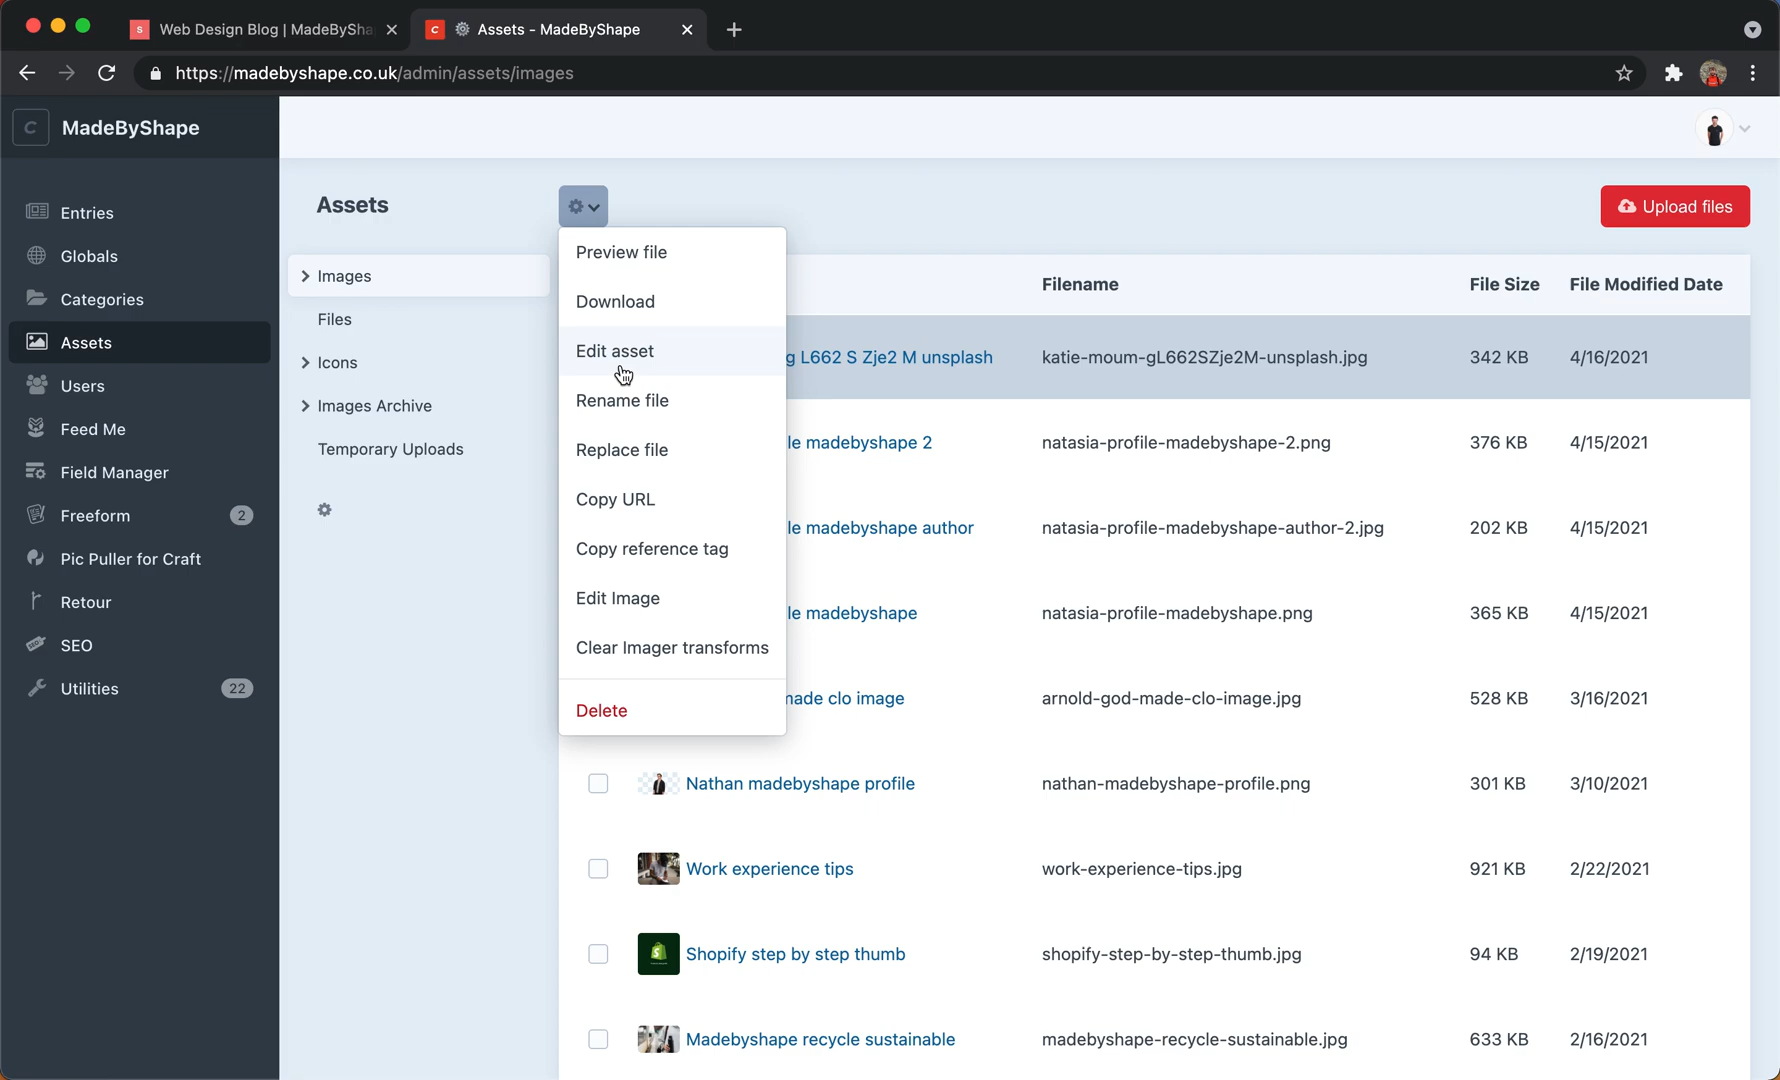 Web Design Blog | MadeBySha
Assets - MadeByShape
https://madebyshape.co.uk/admin/assets/images
MadeByShape
Entries
Globals
Categories
Assets
Users
Feed Me
Field Manager
Freeform 2
Pic Puller for Craft
Retour
SEO
Utilities 22
Assets
Images
Files
Icons
Images Archive
Temporary Uploads
Preview file
Download
Edit asset
Rename file
Replace file
Copy URL
Copy reference tag
Edit Image
Clear Imager transforms
Delete
Upload files
Filename File Size File Modified Date
g L662 S Zje2 M unsplash katie-moum-gL662SZje2M-unsplash.jpg 342 KB 4/16/2021
le madebyshape 2 natasia-profile-madebyshape-2.png 376 KB 4/15/2021
le madebyshape author natasia-profile-madebyshape-author-2.jpg 202 KB 4/15/2021
le madebyshape natasia-profile-madebyshape.png 365 KB 4/15/2021
made clo image arnold-god-made-clo-image.jpg 528 KB 3/16/2021
Nathan madebyshape profile nathan-madebyshape-profile.png 301 KB 3/10/2021
Work experience tips work-experience-tips.jpg 921 KB 2/22/2021
Shopify step by step thumb shopify-step-by-step-thumb.jpg 94 KB 2/19/2021
Madebyshape recycle sustainable madebyshape-recycle-sustainable.jpg 633 KB 2/16/2021